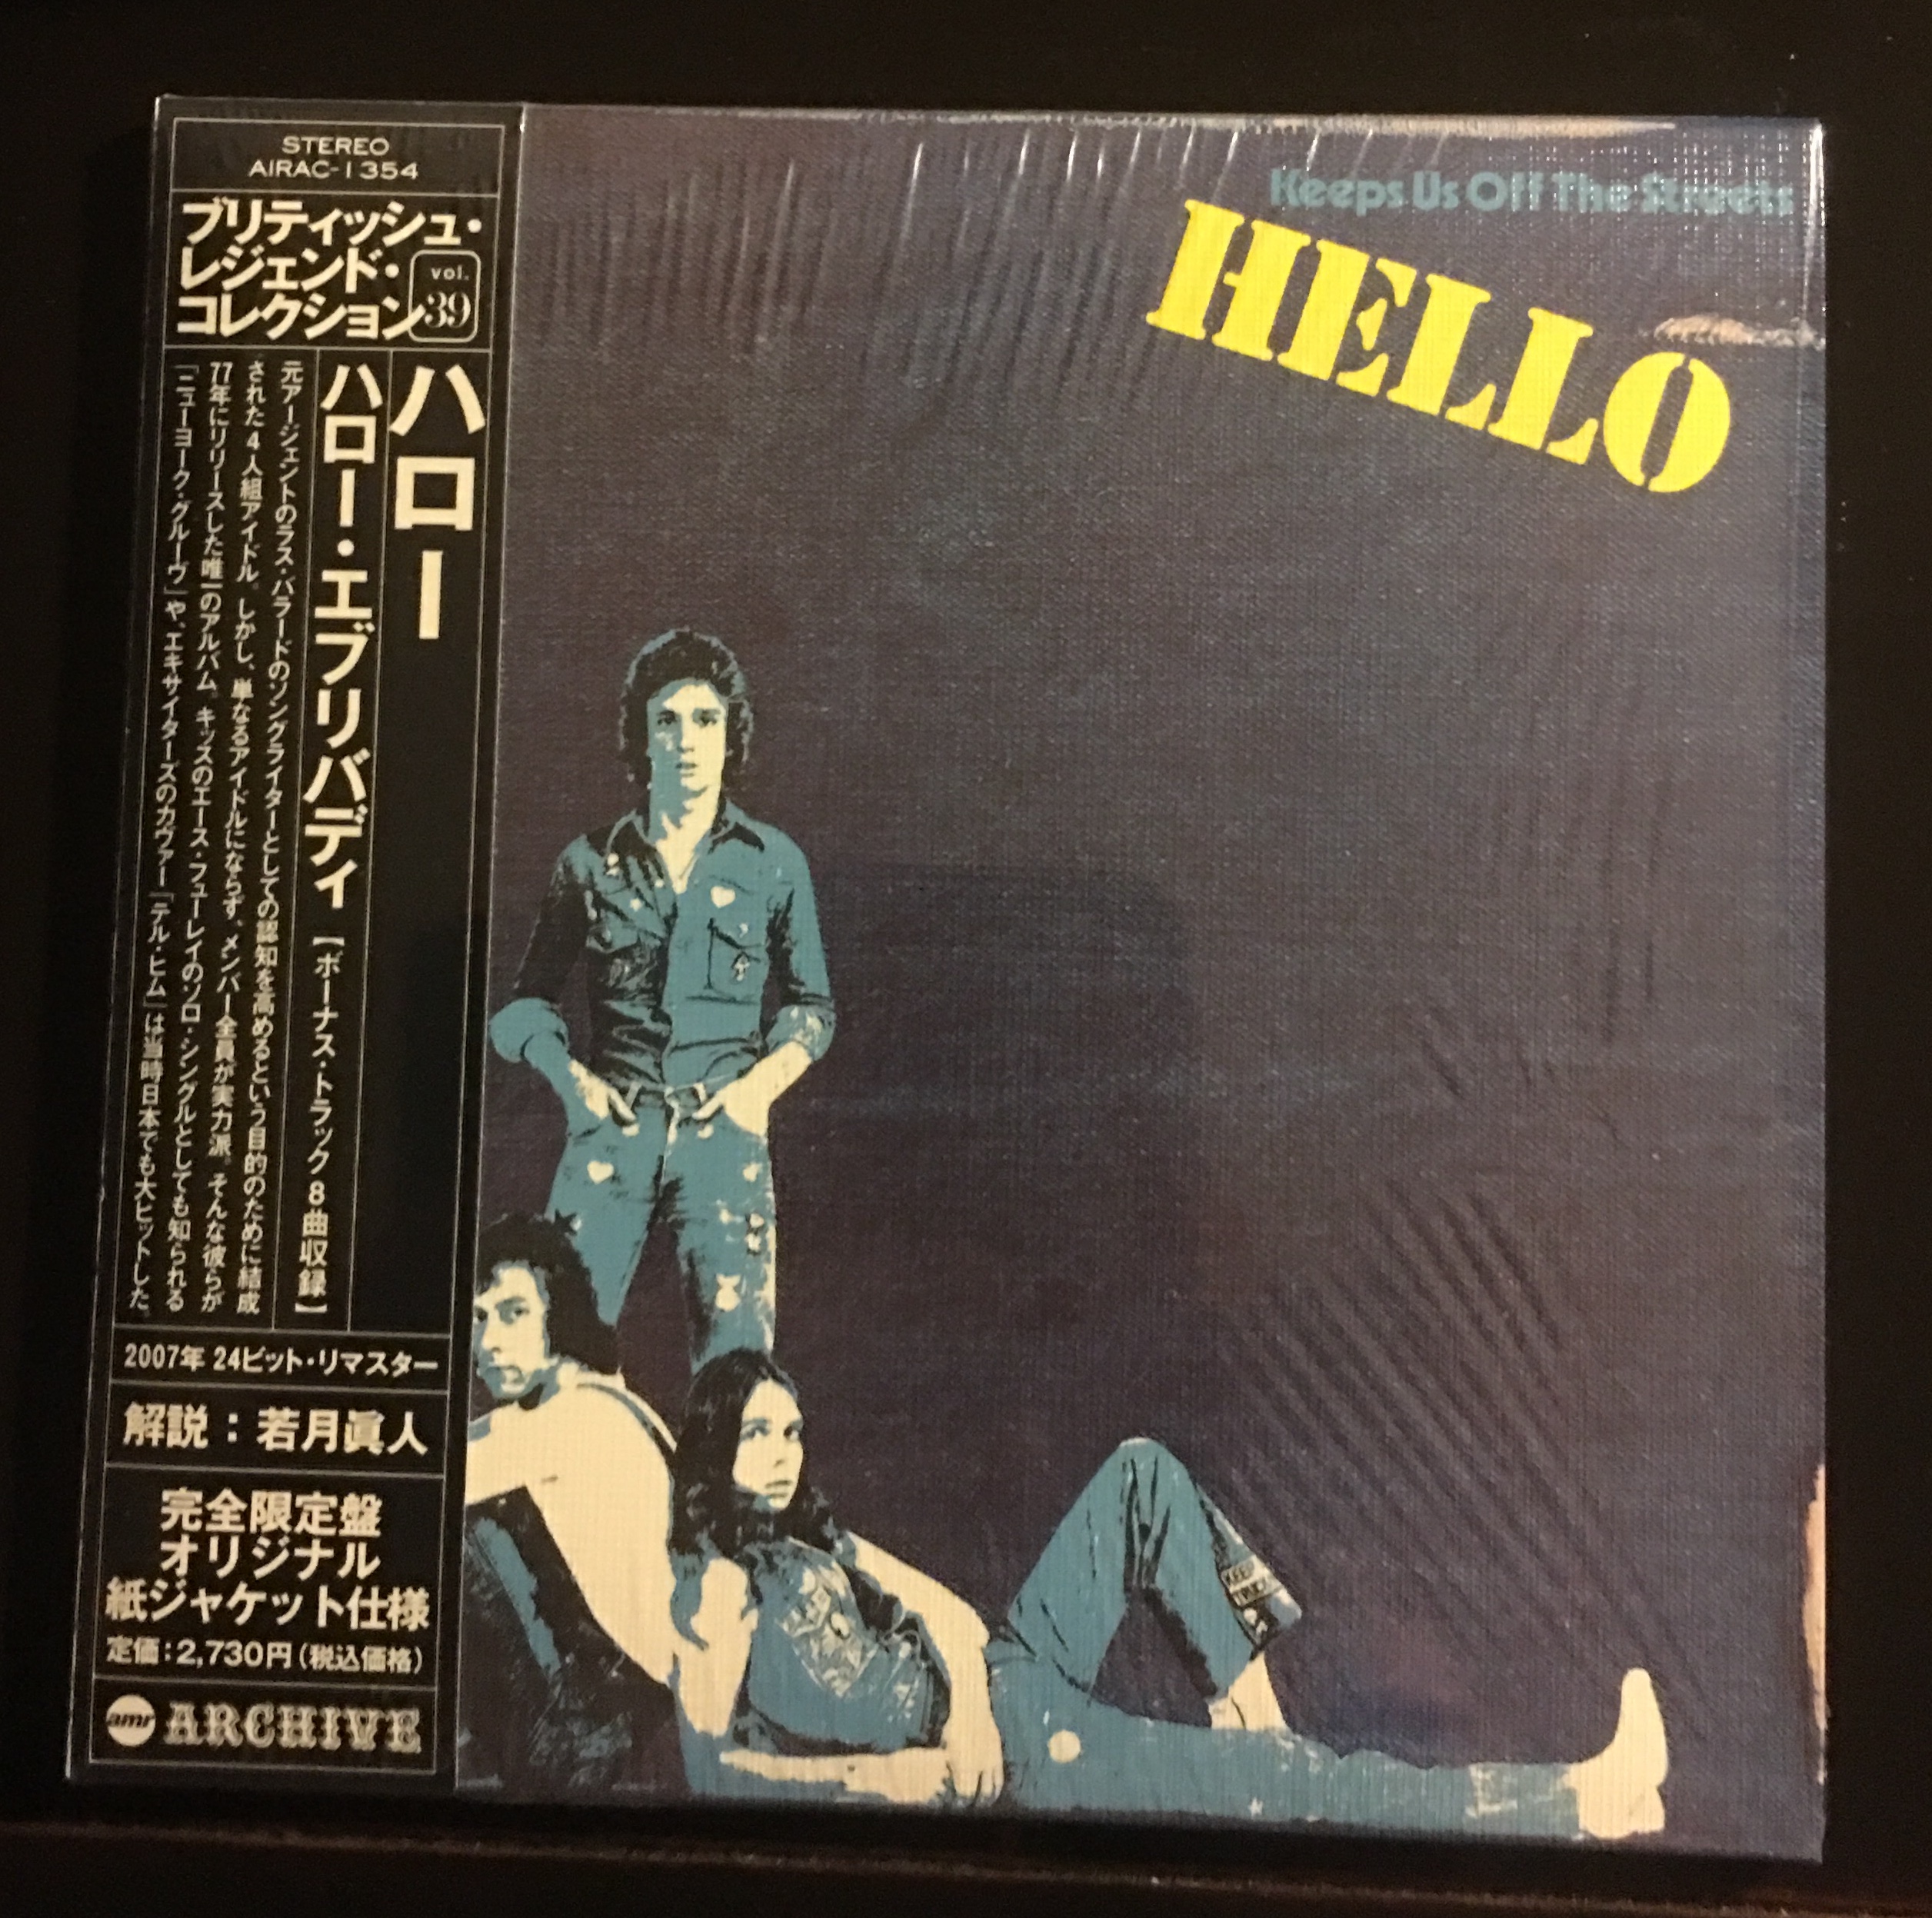 STEREO
AIRAC-1354
ブリティッシュ・
レジェンド・
コレクション
vol.
39
ハロー
ハロー・エブリバディ【ボーナス・トラック8曲収録】
元アージェントのラス・バラードのソングライターとしての認知を高めるという目的のために結成
された4人組アイドル。しかし、単なるアイドルにならず、メンバー全員が実力派。そんな彼らが
77年にリリースした唯一のアルバム。キッスのエース・フューレイのソロ・シングルとしても知られる
「ニューヨーク・グルーヴ」や、エキサイターズのカヴァー「テル・ヒム」は当時日本でも大ヒットした。
2007年 24ビット・リマスター
解説：若月眞人
完全限定盤
オリジナル
紙ジャケット仕様
定価：2,730円（税込価格）
amr ARCHIVE
Keeps Us Off The Streets
HELLO
KEEP